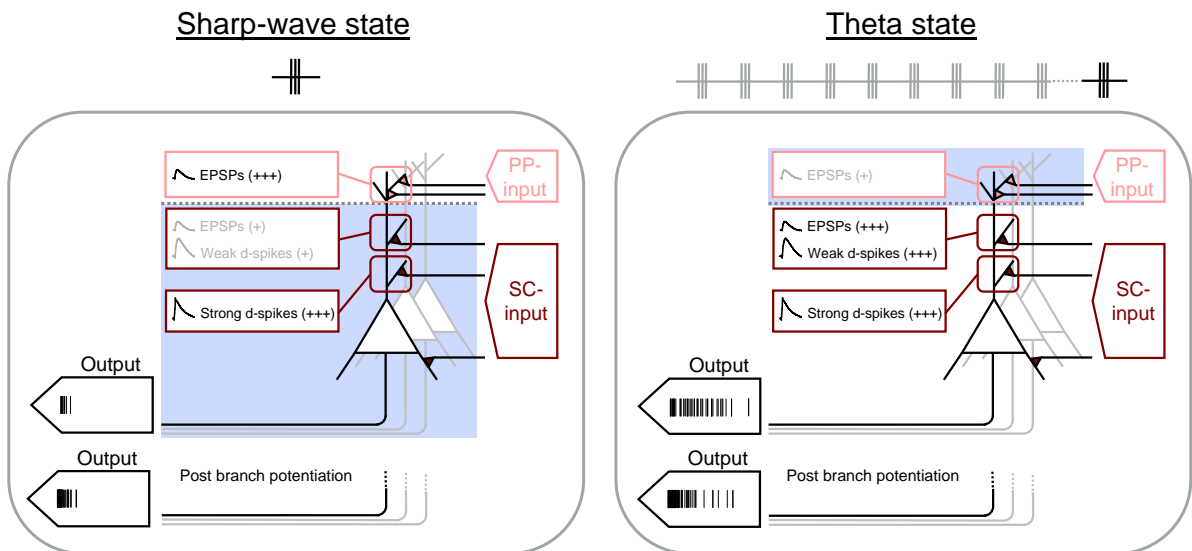 Sharp-wave state
EPSPs (+++)
EPSPs (+)
Weak d-spikes (+)
Strong d-spikes (+++)
PP-
input
SC-
input
Output
Output
Post branch potentiation
Theta state
EPSPs (+)
EPSPs (+++)
Weak d-spikes (+++)
Strong d-spikes (+++)
PP-
input
SC-
input
Output
Output
Post branch potentiation